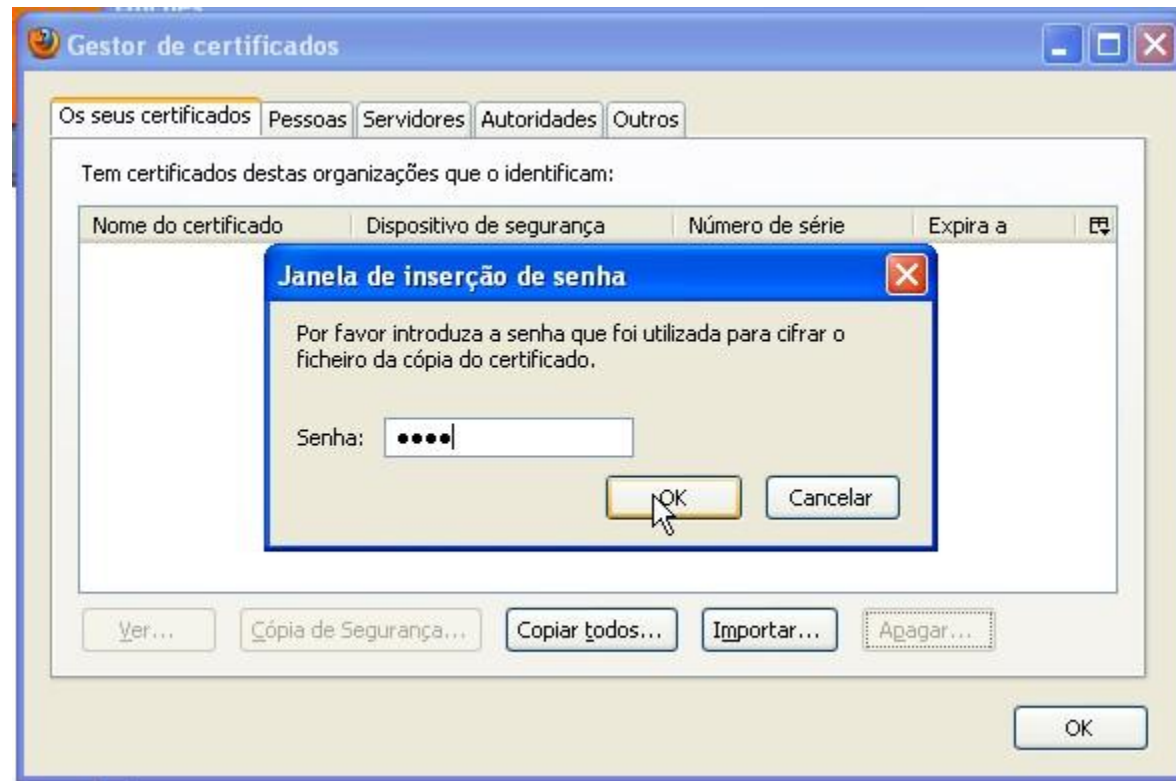 Gestor de certificados
Os seus certificados Pessoas Servidores Autoridades Outros
Tem certificados destas organizações que o identificam:
Nome do certificado Dispositivo de segurança Número de série Expira a
Janela de inserção de senha
Por favor introduza a senha que foi utilizada para cifrar o
ficheiro da cópia do certificado.
Senha: ●●●●
OK Cancelar
Ver... Cópia de Segurança... Copiar todos... Importar... Apagar...
OK